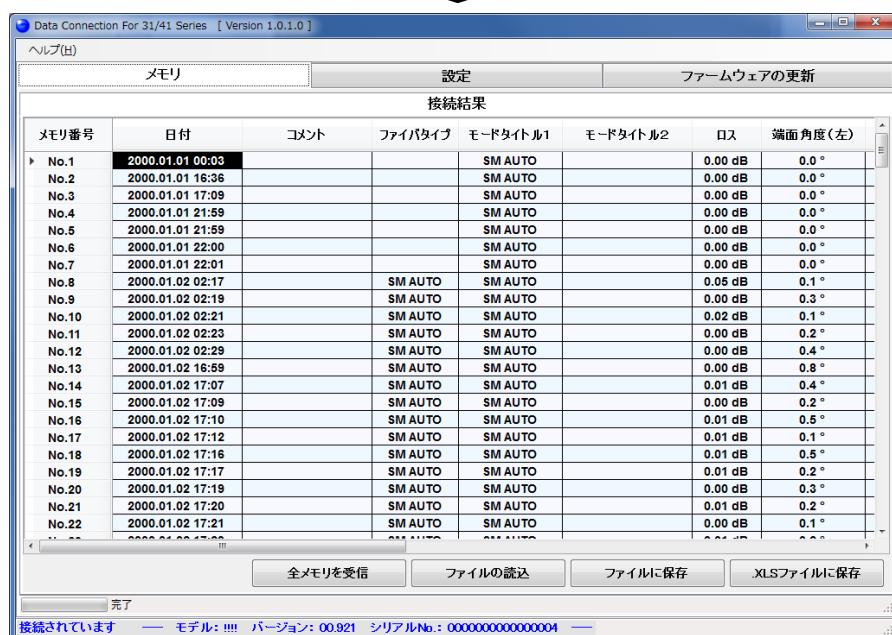 Data Connection For 31/41 Series [ Version 1.0.1.0 ]
ヘルプ(H)
メモリ 設定 ファームウェアの更新
接続結果
メモリ番号 日付 コメント ファイバタイプ モードタイトル1 モードタイトル2 ロス 端面角度(左)
No.1 2000.01.01 00:03 SM AUTO 0.00 dB 0.0 °
No.2 2000.01.01 16:36 SM AUTO 0.00 dB 0.0 °
No.3 2000.01.01 17:09 SM AUTO 0.00 dB 0.0 °
No.4 2000.01.01 21:59 SM AUTO 0.00 dB 0.0 °
No.5 2000.01.01 21:59 SM AUTO 0.00 dB 0.0 °
No.6 2000.01.01 22:00 SM AUTO 0.00 dB 0.0 °
No.7 2000.01.01 22:01 SM AUTO 0.00 dB 0.0 °
No.8 2000.01.02 02:17 SM AUTO SM AUTO 0.05 dB 0.1 °
No.9 2000.01.02 02:19 SM AUTO SM AUTO 0.00 dB 0.3 °
No.10 2000.01.02 02:21 SM AUTO SM AUTO 0.02 dB 0.1 °
No.11 2000.01.02 02:23 SM AUTO SM AUTO 0.00 dB 0.2 °
No.12 2000.01.02 02:29 SM AUTO SM AUTO 0.00 dB 0.4 °
No.13 2000.01.02 16:59 SM AUTO SM AUTO 0.00 dB 0.8 °
No.14 2000.01.02 17:07 SM AUTO SM AUTO 0.01 dB 0.4 °
No.15 2000.01.02 17:09 SM AUTO SM AUTO 0.00 dB 0.2 °
No.16 2000.01.02 17:10 SM AUTO SM AUTO 0.01 dB 0.5 °
No.17 2000.01.02 17:12 SM AUTO SM AUTO 0.01 dB 0.1 °
No.18 2000.01.02 17:16 SM AUTO SM AUTO 0.01 dB 0.5 °
No.19 2000.01.02 17:17 SM AUTO SM AUTO 0.01 dB 0.2 °
No.20 2000.01.02 17:19 SM AUTO SM AUTO 0.00 dB 0.3 °
No.21 2000.01.02 17:20 SM AUTO SM AUTO 0.01 dB 0.2 °
No.22 2000.01.02 17:21 SM AUTO SM AUTO 0.00 dB 0.1 °
全メモリを受信 ファイルの読込 ファイルに保存 .XLSファイルに保存
完了
接続されています ── モデル: !!!! バージョン: 00.921 シリアルNo.: 0000000000000004 ──